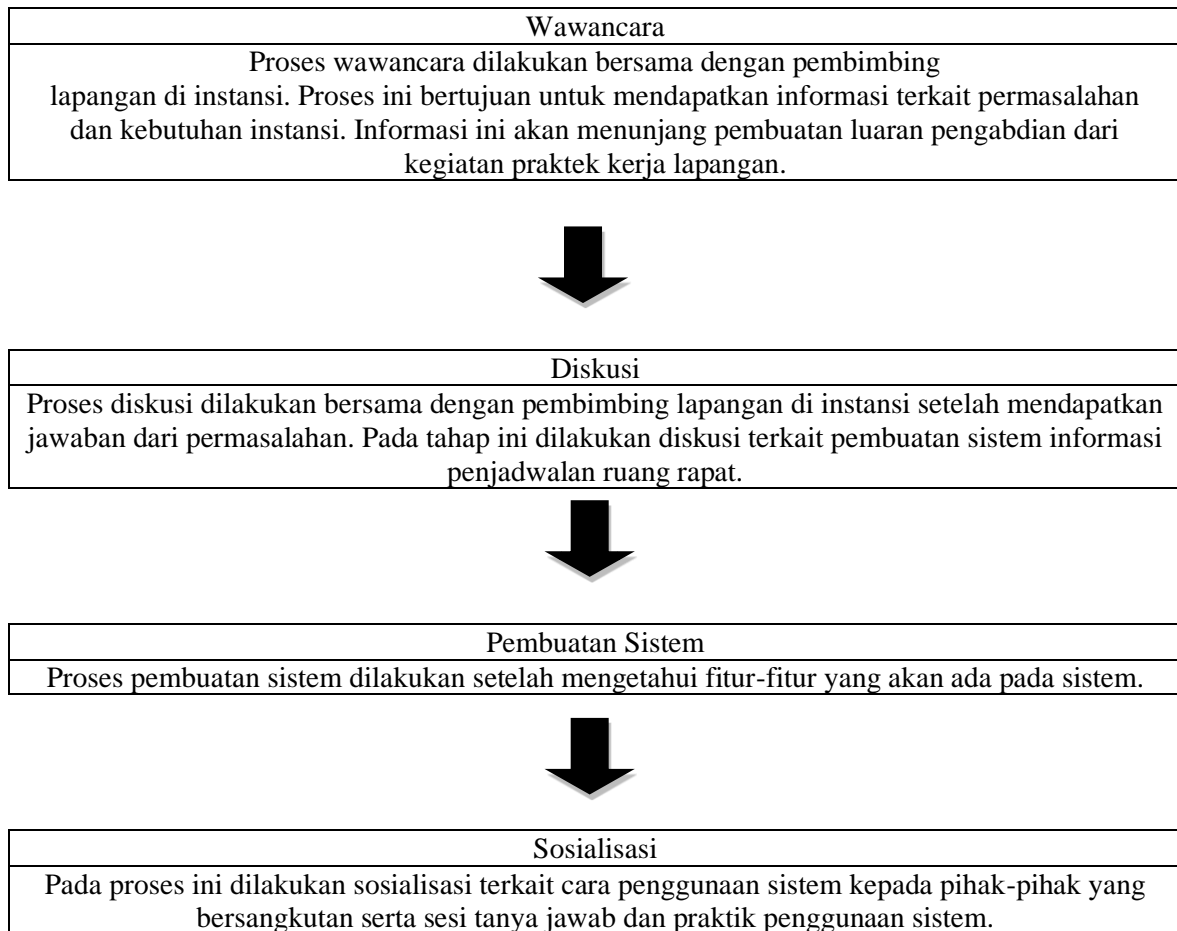 Wawancara
Proses wawancara dilakukan bersama dengan pembimbing
lapangan di instansi. Proses ini bertujuan untuk mendapatkan informasi terkait permasalahan
dan kebutuhan instansi. Informasi ini akan menunjang pembuatan luaran pengabdian dari
kegiatan praktek kerja lapangan.
Diskusi
Proses diskusi dilakukan bersama dengan pembimbing lapangan di instansi setelah mendapatkan
jawaban dari permasalahan. Pada tahap ini dilakukan diskusi terkait pembuatan sistem informasi
penjadwalan ruang rapat.
Pembuatan Sistem
Proses pembuatan sistem dilakukan setelah mengetahui fitur-fitur yang akan ada pada sistem.
Sosialisasi
Pada proses ini dilakukan sosialisasi terkait cara penggunaan sistem kepada pihak-pihak yang
bersangkutan serta sesi tanya jawab dan praktik penggunaan sistem.